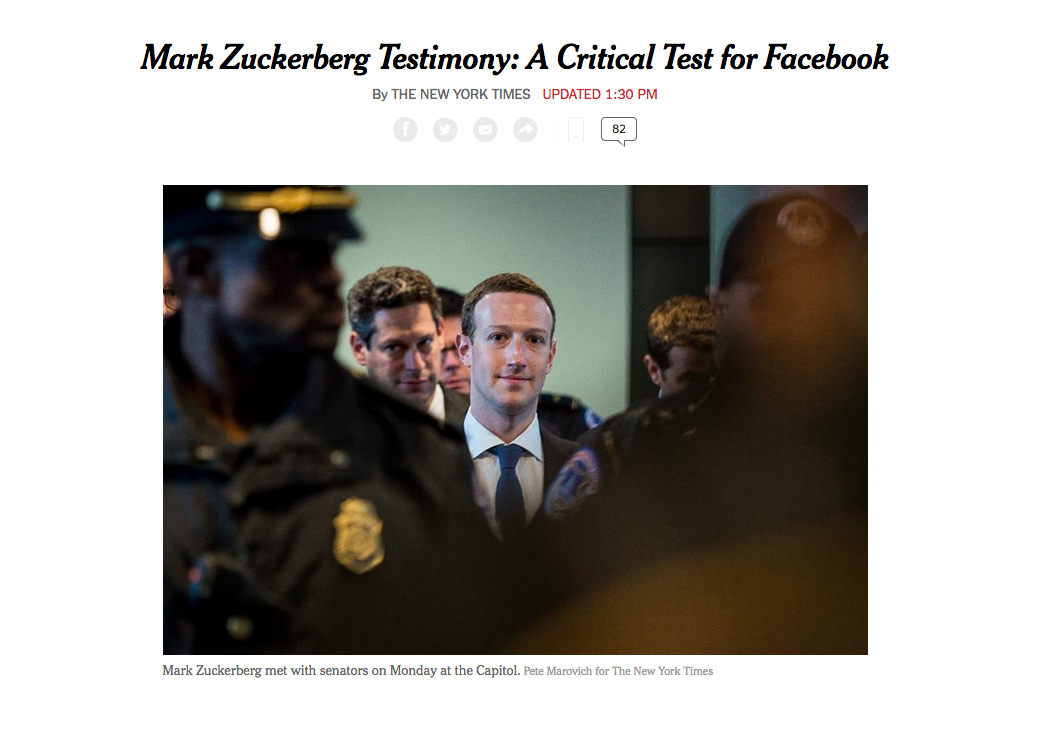 Mark Zuckerberg Testimony: A Critical Test for Facebook
By THE NEW YORK TIMES UPDATED 1:30 PM
82
Mark Zuckerberg met with senators on Monday at the Capitol. Pete Marovich for The New York Times